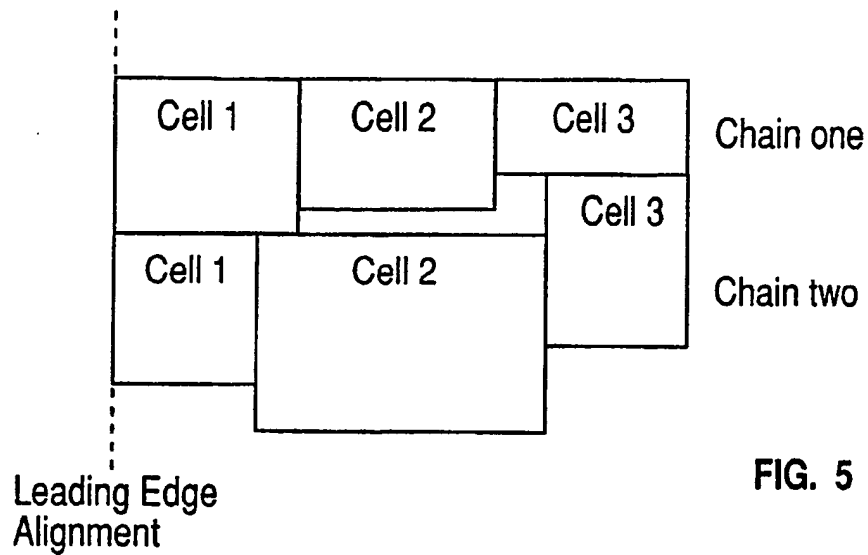 Cell 1
Cell 2
Cell 3
Chain one
Cell 1
Cell 2
Cell 3
Chain two
Leading Edge
Alignment
FIG. 5